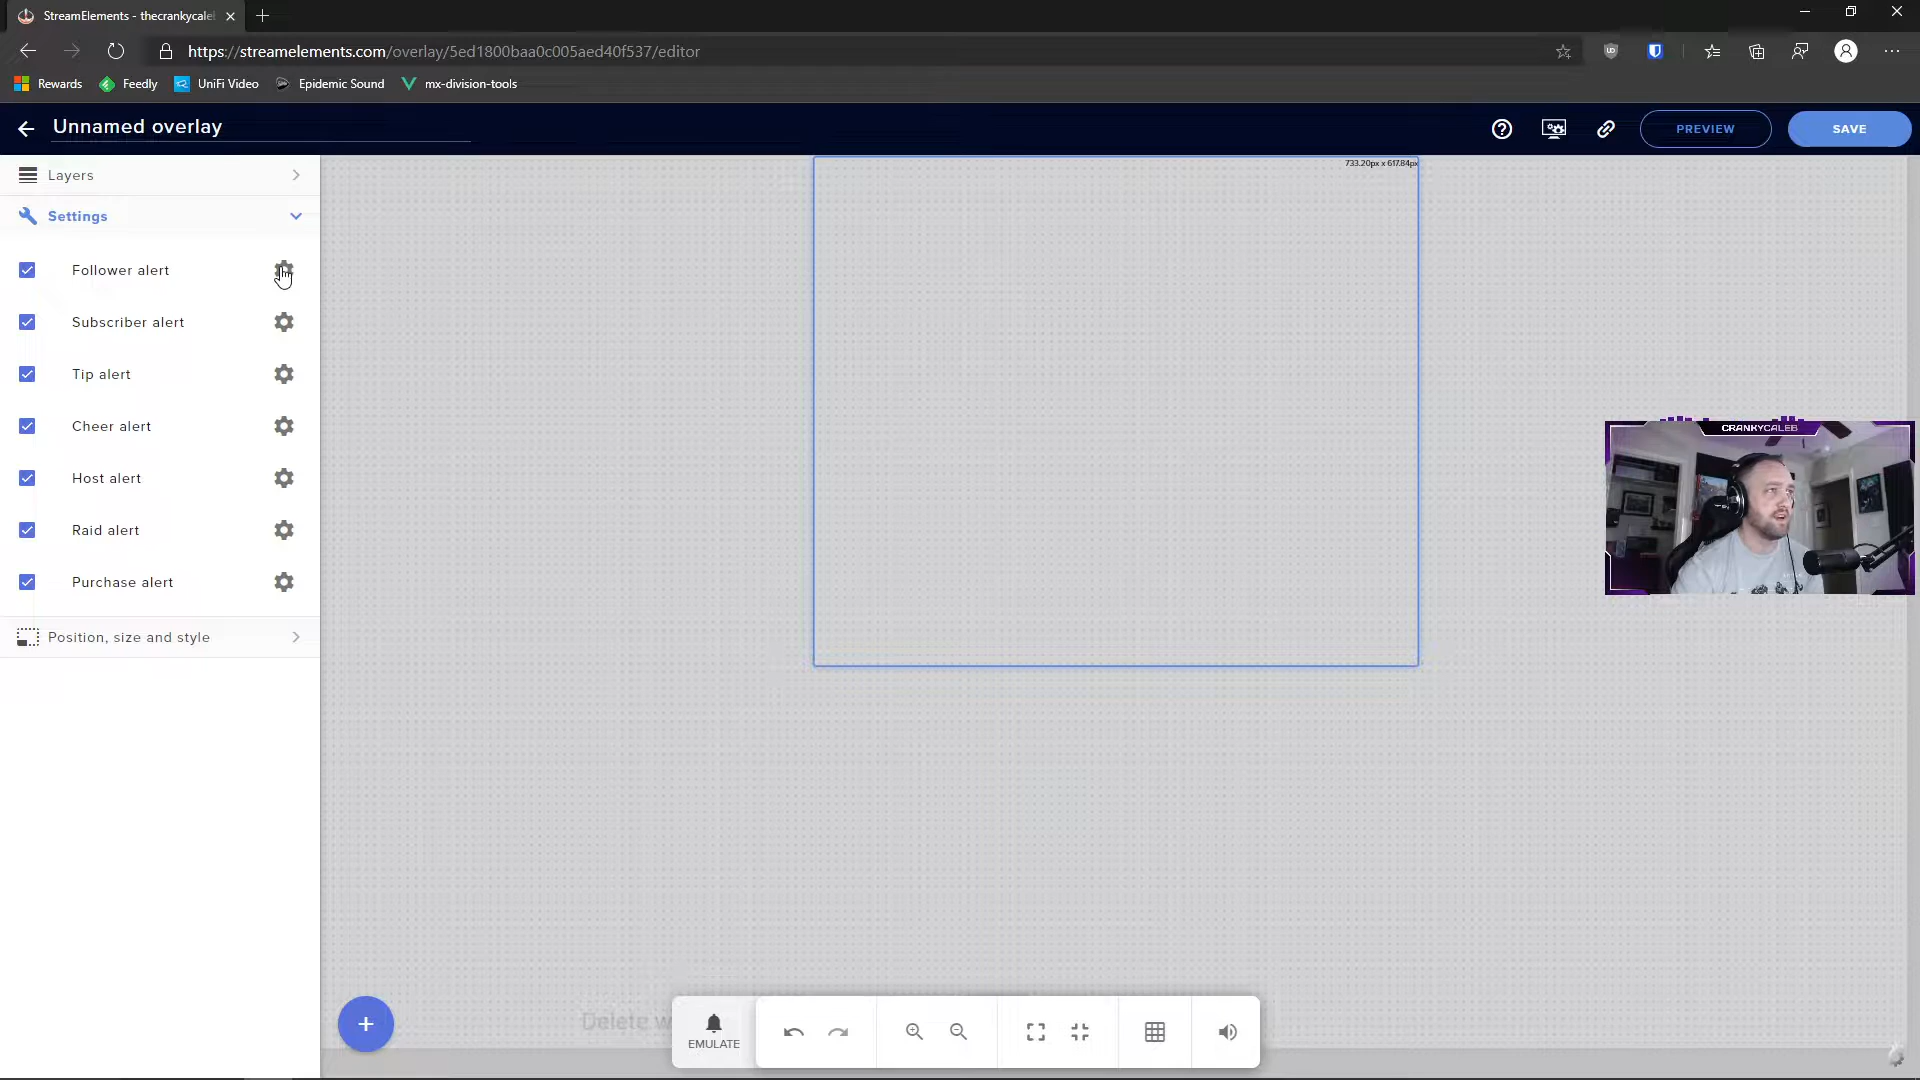 StreamElements - thecrankycale
https://streamelements.com/overlay/5ed1800baa0c005aed40f537/editor
Rewards
Feedly
UniFi Video
Epidemic Sound
mx-division-tools
Unnamed overlay
PREVIEW
SAVE
Layers
733.20px x 617.84px
Settings
Follower alert
Subscriber alert
Tip alert
Cheer alert
CRANKYCALEB
Host alert
Raid alert
Purchase alert
Position, size and style
Delete w
EMULATE